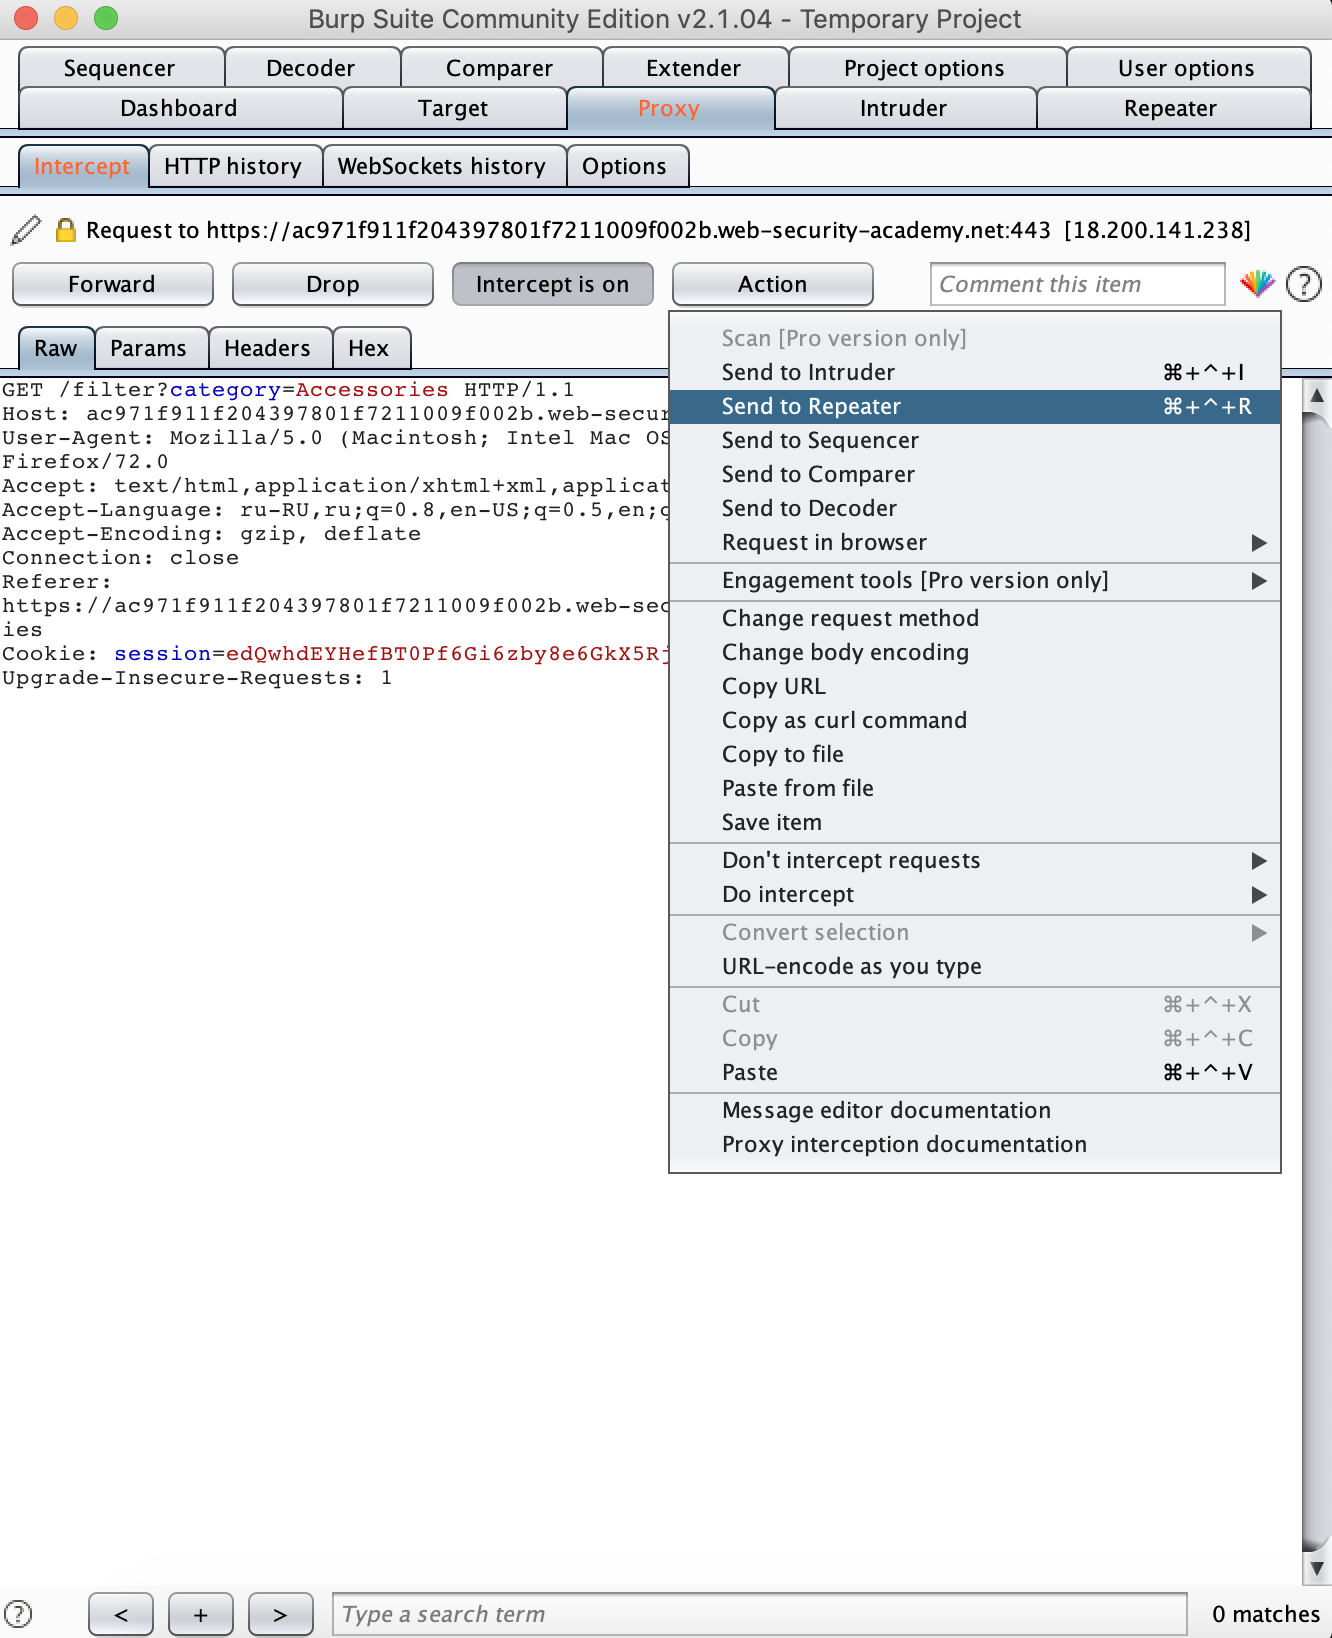 Burp Suite Community Edition v2.1.04 - Temporary Project
Sequencer Decoder Comparer Extender Project options User options
Dashboard Target Proxy Intruder Repeater
Intercept HTTP history WebSockets history Options
Request to https://ac971f911f204397801f7211009f002b.web-security-academy.net:443 [18.200.141.238]
Forward Drop Intercept is on Action Comment this item ?
Raw Params Headers Hex
GET /filter?category=Accessories HTTP/1.1
Host: ac971f911f204397801f7211009f002b.web-secur
User-Agent: Mozilla/5.0 (Macintosh; Intel Mac OS
Firefox/72.0
Accept: text/html,application/xhtml+xml,applicat
Accept-Language: ru-RU,ru;q=0.8,en-US;q=0.5,en;q
Accept-Encoding: gzip, deflate
Connection: close
Referer:
https://ac971f911f204397801f7211009f002b.web-sec
ies
Cookie: session=edQwhdEYHefBT0Pf6Gi6zby8e6GkX5Rj
Upgrade-Insecure-Requests: 1
Scan [Pro version only]
Send to Intruder ⌘+^+I
Send to Repeater ⌘+^+R
Send to Sequencer
Send to Comparer
Send to Decoder
Request in browser
Engagement tools [Pro version only]
Change request method
Change body encoding
Copy URL
Copy as curl command
Copy to file
Paste from file
Save item
Don't intercept requests
Do intercept
Convert selection
URL-encode as you type
Cut ⌘+^+X
Copy ⌘+^+C
Paste ⌘+^+V
Message editor documentation
Proxy interception documentation
? < + > Type a search term 0 matches